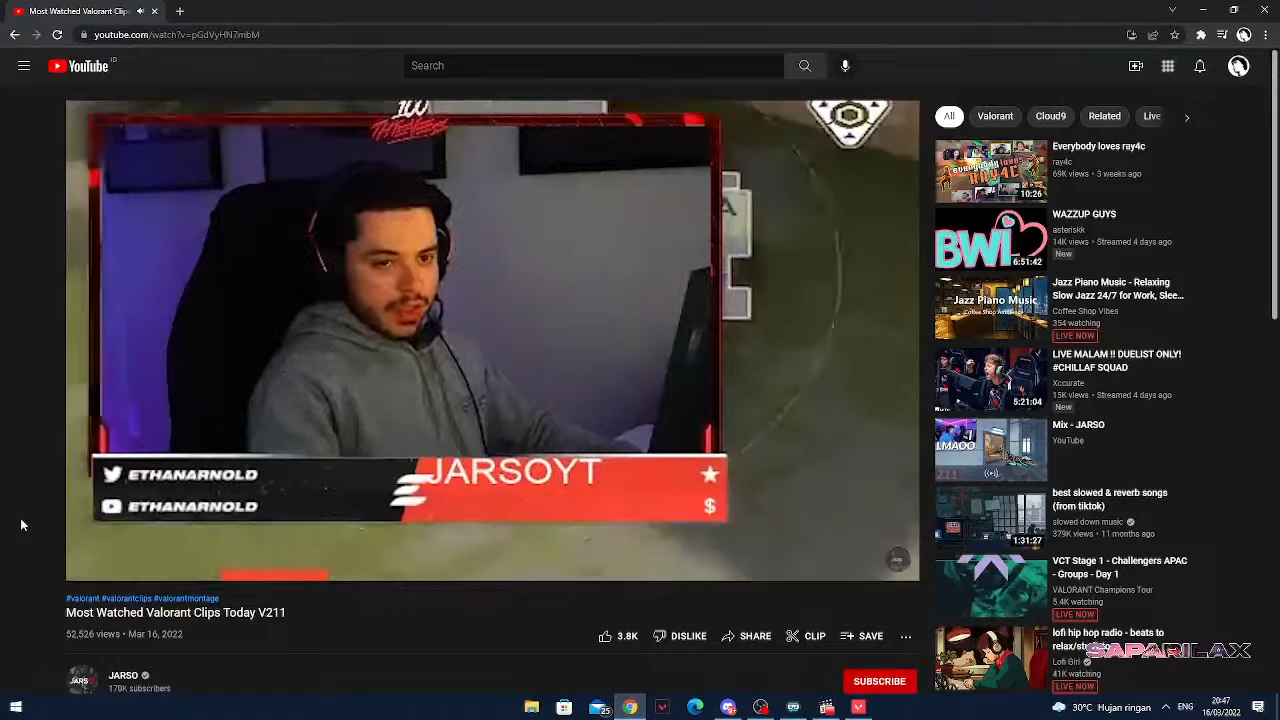 Most Watched Valorant Clips
youtube.com/watch?v=pGdVyHN7mbM
YouTube
ID
Search
100
THIEVES
A
ETHANARNOLD
ETHANARNOLD
JARSOYT
$
#valorant #valorantclips #valorantmontage
Most Watched Valorant Clips Today V211
52,526 views • Mar 16, 2022
3.8K
DISLIKE
SHARE
CLIP
SAVE
JARSO
170K subscribers
SUBSCRIBE
All
Valorant
Cloud9
Related
Live
everybody loves
RAY4C
10:26
Everybody loves ray4c
ray4c
69K views • 3 weeks ago
BWI
6:51:42
WAZZUP GUYS
asteriskk
14K views • Streamed 4 days ago
New
Jazz Piano Music
Jazz Piano Music - Relaxing
Slow Jazz 24/7 for Work, Slee...
Coffee Shop Vibes
354 watching
LIVE NOW
5:21:04
LIVE MALAM !! DUELIST ONLY!
#CHILLAF SQUAD
Xccurate
15K views • Streamed 4 days ago
New
LMAOO
Mix - JARSO
YouTube
1:31:27
best slowed & reverb songs
(from tiktok)
slowed down music
379K views • 11 months ago
VCT Stage 1 - Challengers APAC
- Groups - Day 1
VALORANT Champions Tour
5.4K watching
LIVE NOW
lofi hip hop radio - beats to
relax/st
Lofi Girl
41K watching
LIVE NOW
CAPARILAX
30°C Hujan ringan
ENG
20:47
16/03/2022